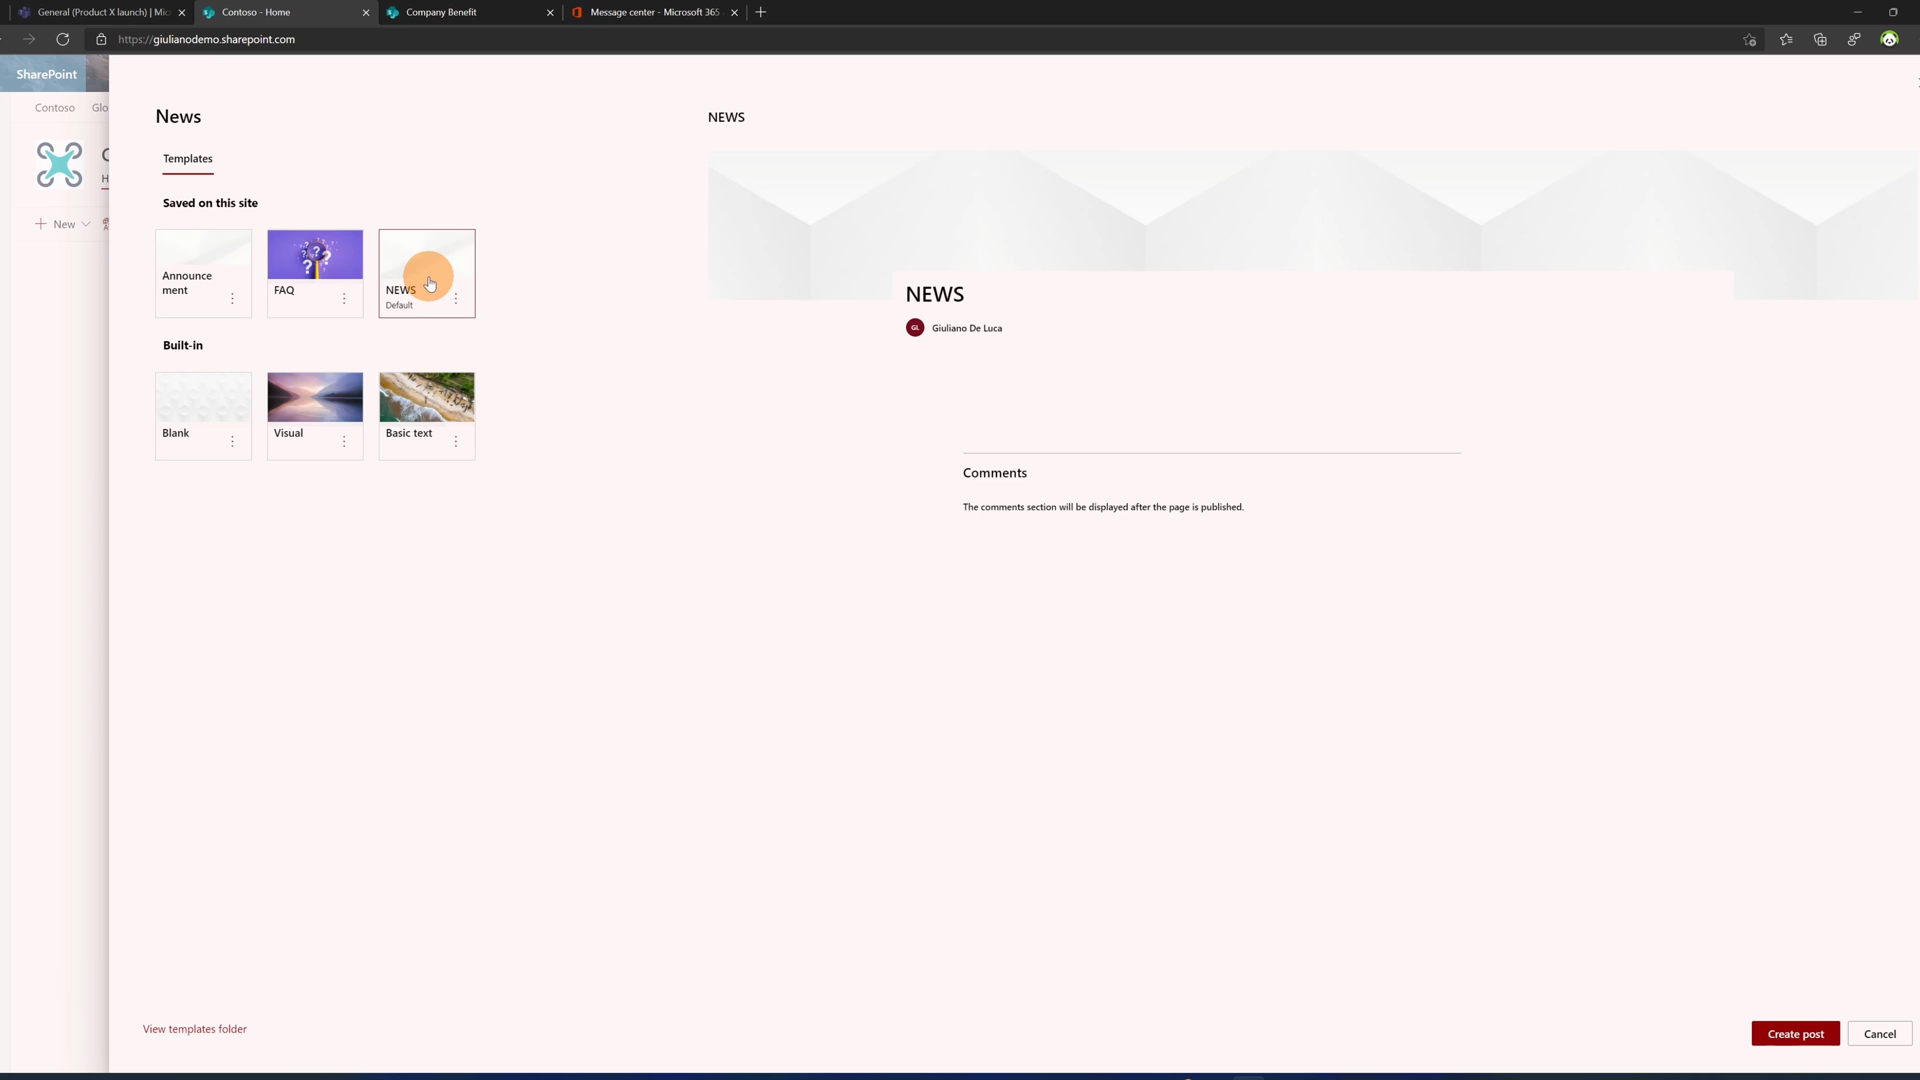 General (Product X launch) | Mic
Contoso - Home
Company Benefit
Message center - Microsoft 365
https://giulianodemo.sharepoint.com
SharePoint
Contoso
Glo
New
News
Templates
Saved on this site
Announce
ment
FAQ
NEWS
Default
Built-in
Blank
Visual
Basic text
View templates folder
NEWS
NEWS
GL
Giuliano De Luca
Comments
The comments section will be displayed after the page is published.
Create post
Cancel